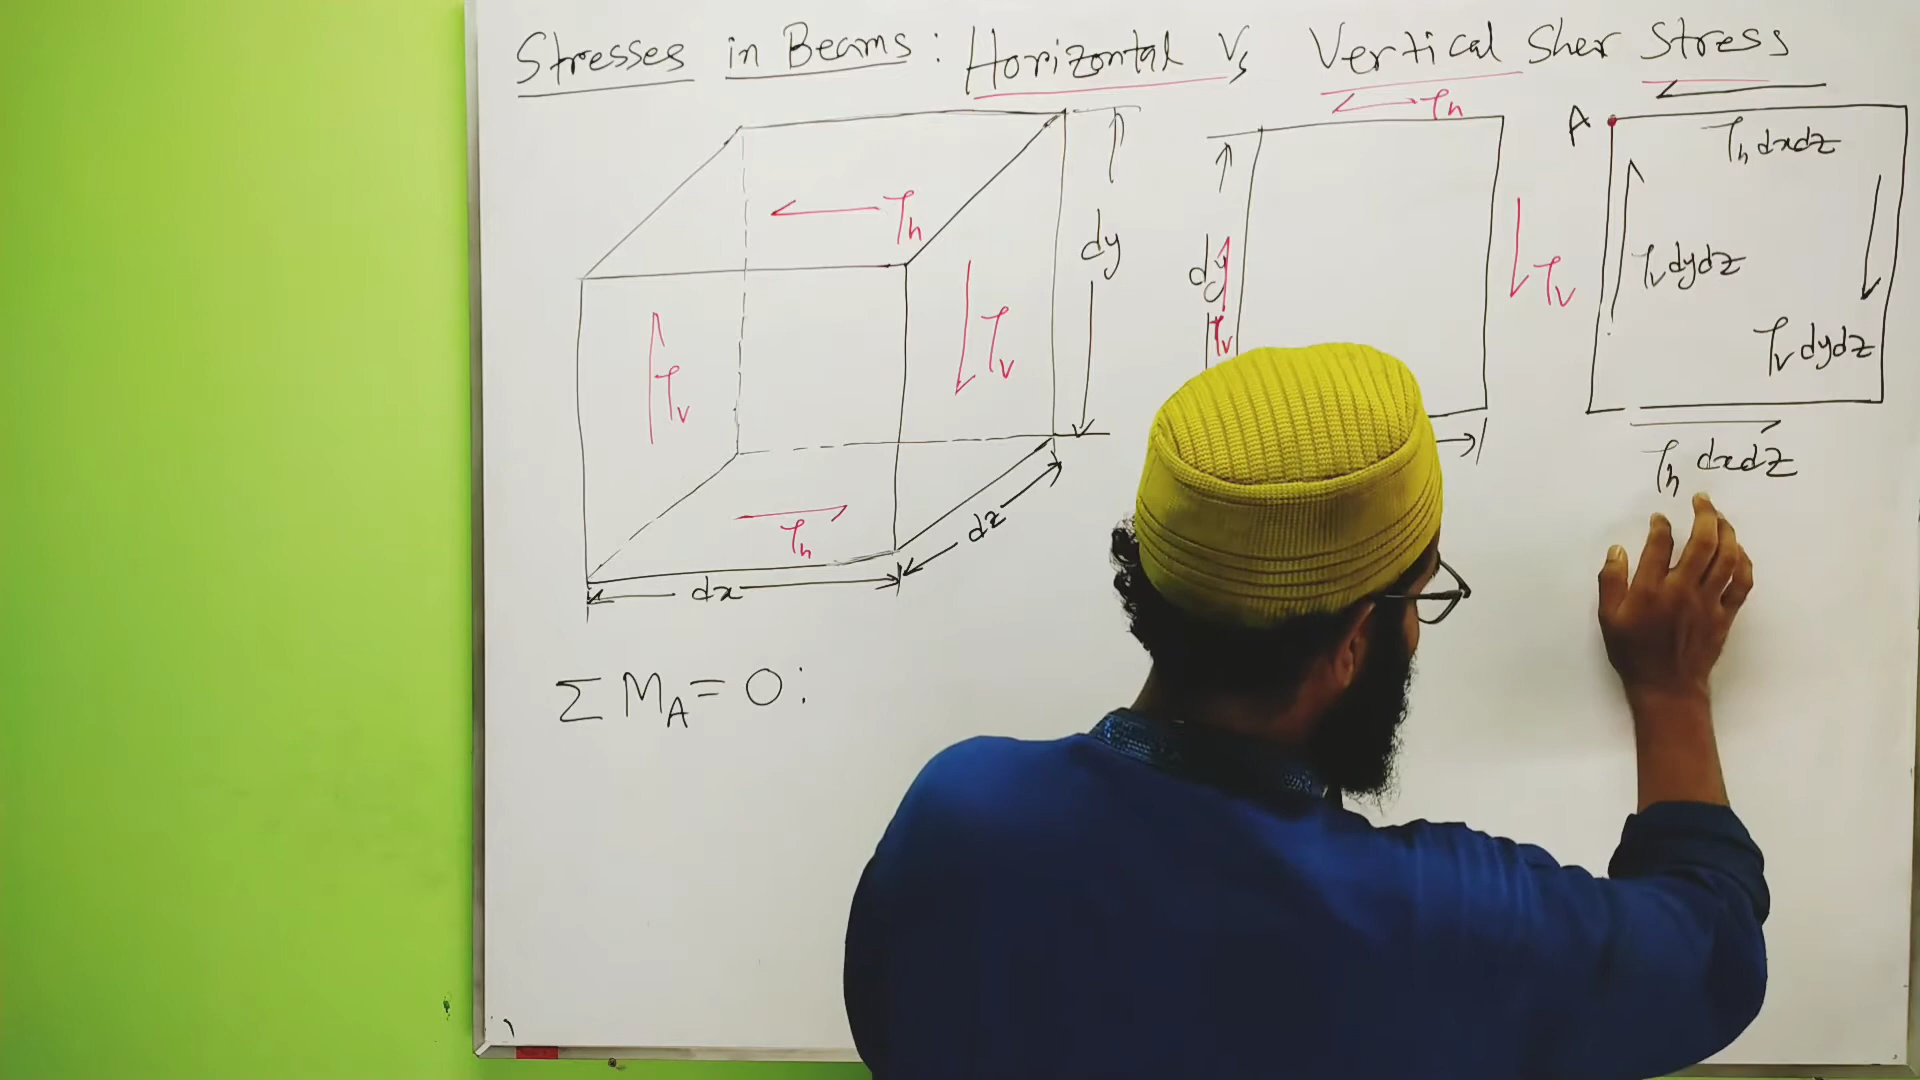 Stresses in Beams: Horizontal Vs Vertical Sher Stress
τh
τv
τv
τh
dx
dy
dz
τh
dy
τv
τv
A
τh dxdz
τv dydz
τv dydz
τh dxdz
Σ MA = 0: